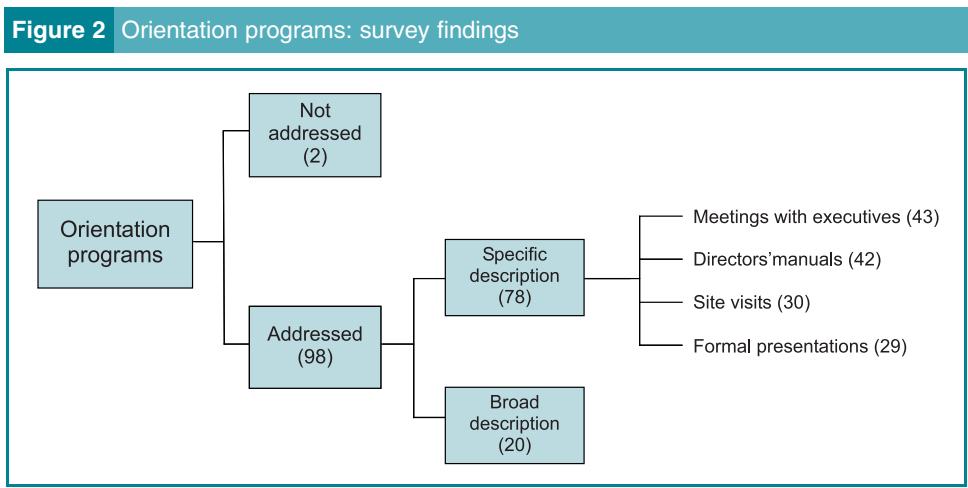 Figure 2 Orientation programs: survey findings
Not
addressed
(2)
Orientation
programs
Addressed
(98)
Specific
description
(78)
Broad
description
(20)
Meetings with executives (43)
Directors'manuals (42)
Site visits (30)
Formal presentations (29)